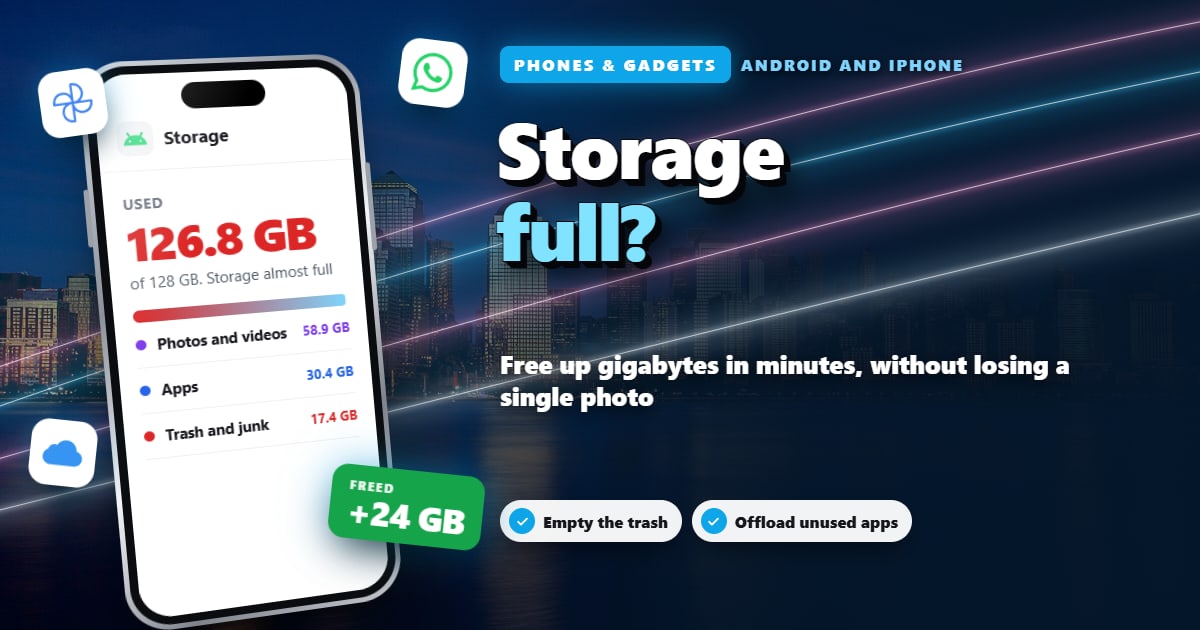 PHONES & GADGETS
ANDROID AND IPHONE
Storage
full?
Free up gigabytes in minutes, without losing a
single photo
Empty the trash
Offload unused apps
Storage
USED
126.8 GB
of 128 GB. Storage almost full
Photos and videos 58.9 GB
Apps 30.4 GB
Trash and junk 17.4 GB
FREED
+24 GB